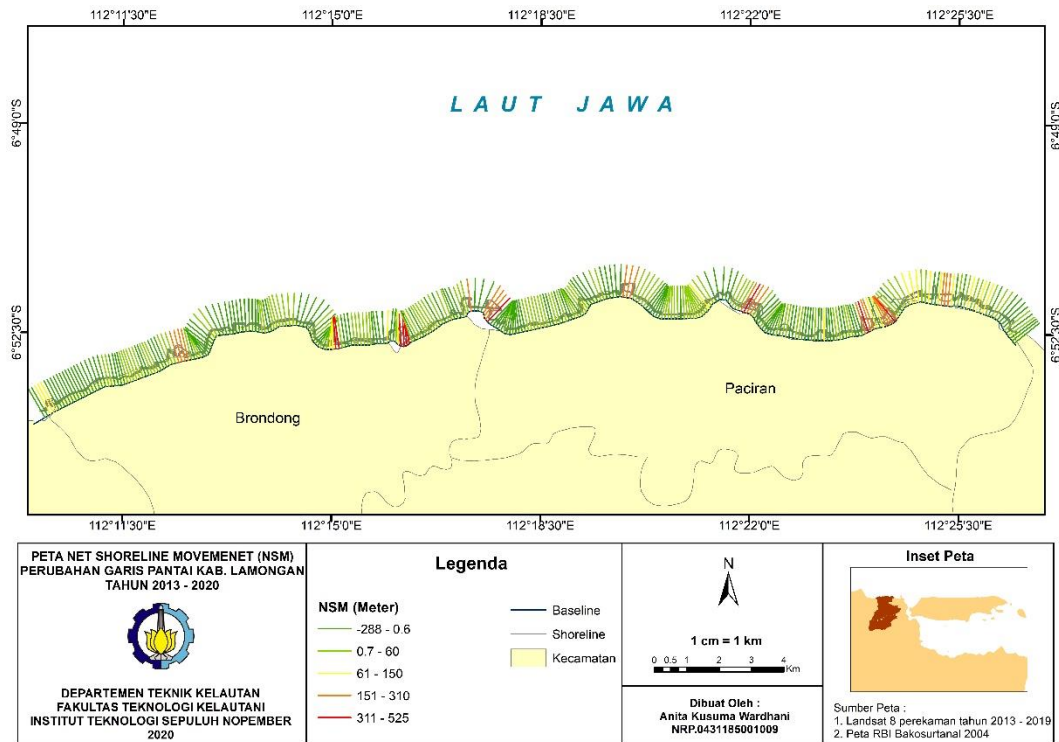 112°11'30"E 112°15'0"E 112°18'30"E 112°22'0"E 112°25'30"E
LAUT JAWA
6°49'0"S 6°49'0"S
6°52'30"S 6°52'30"S
Brondong
Paciran
112°11'30"E 112°15'0"E 112°18'30"E 112°22'0"E 112°25'30"E
PETA NET SHORELINE MOVEMENET (NSM)
PERUBAHAN GARIS PANTAI KAB. LAMONGAN
TAHUN 2013 - 2020
DEPARTEMEN TEKNIK KELAUTAN
FAKULTAS TEKNOLOGI KELAUTANI
INSTITUT TEKNOLOGI SEPULUH NOPEMBER
2020
Legenda
NSM (Meter)
-288 - 0.6
0.7 - 60
61 - 150
151 - 310
311 - 525
Baseline
Shoreline
Kecamatan
N
1 cm = 1 km
0 0.5 1 2 3 4
Km
Dibuat Oleh :
Anita Kusuma Wardhani
NRP.0431185001009
Inset Peta
Sumber Peta :
1. Landsat 8 perekaman tahun 2013 - 2019
2. Peta RBI Bakosurtanal 2004